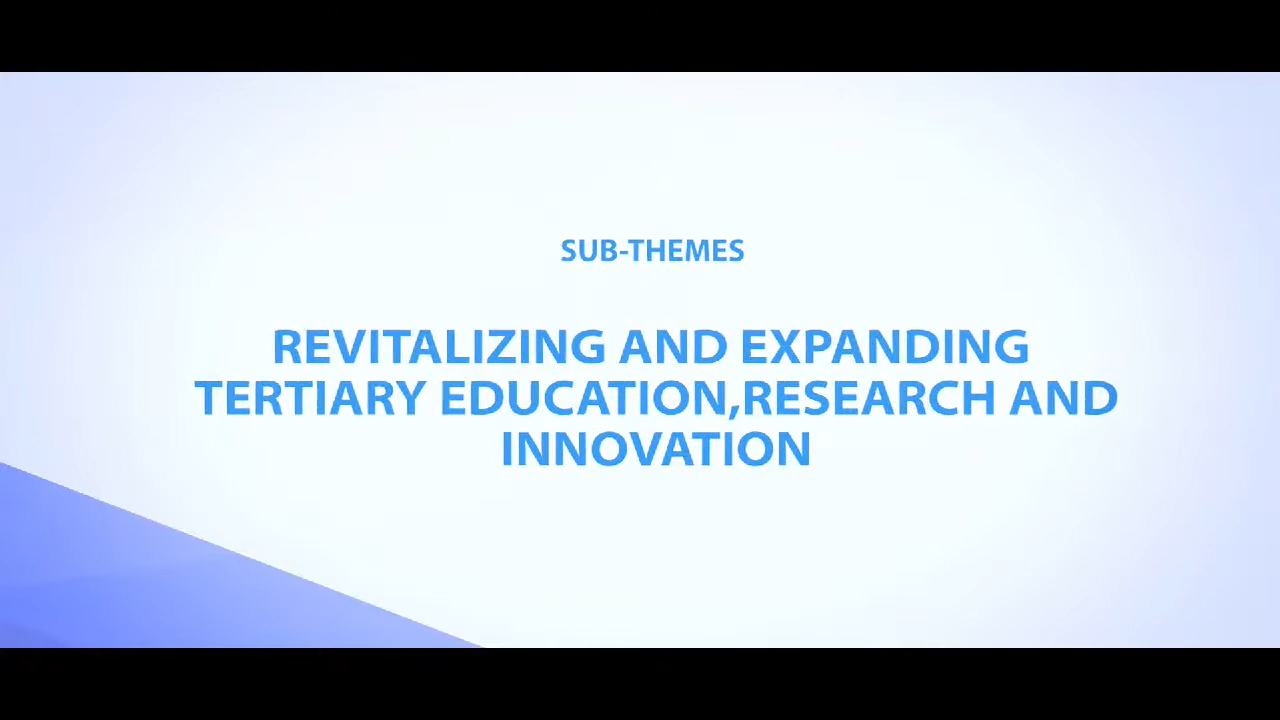 SUB-THEMES
REVITALIZING AND EXPANDING
TERTIARY EDUCATION,RESEARCH AND
INNOVATION